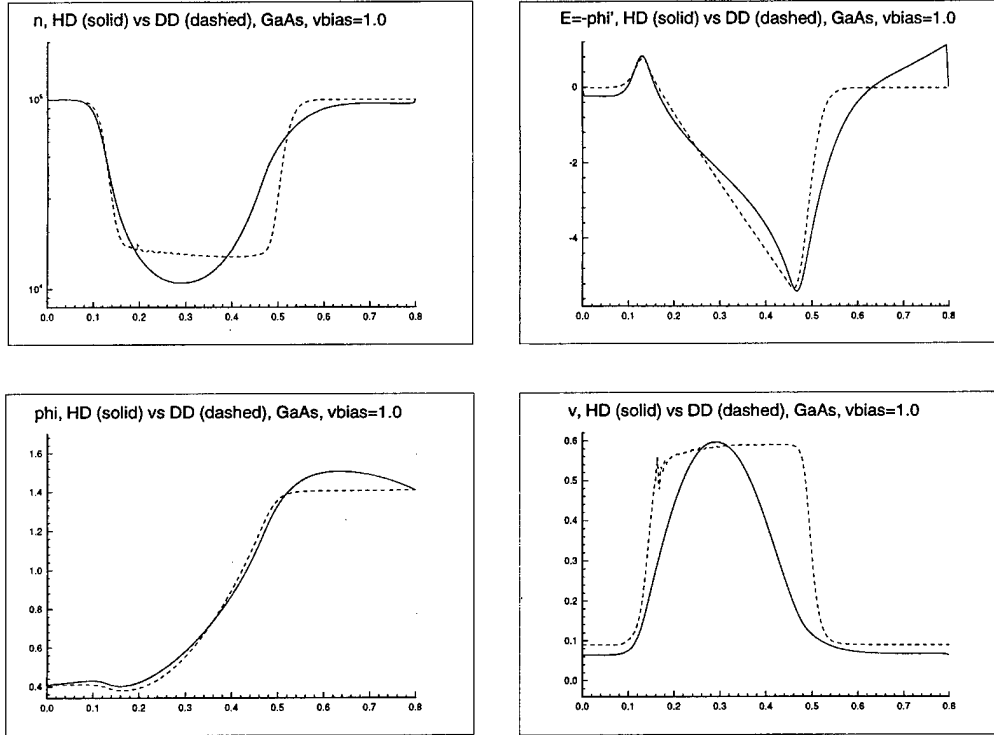 n, HD (solid) vs DD (dashed), GaAs, vbias=1.0
10^5
10^4
0.0 0.1 0.2 0.3 0.4 0.5 0.6 0.7 0.8
E=-phi', HD (solid) vs DD (dashed), GaAs, vbias=1.0
0
-2
-4
0.0 0.1 0.2 0.3 0.4 0.5 0.6 0.7 0.8
phi, HD (solid) vs DD (dashed), GaAs, vbias=1.0
1.6
1.4
1.2
1.0
0.8
0.6
0.4
0.0 0.1 0.2 0.3 0.4 0.5 0.6 0.7 0.8
v, HD (solid) vs DD (dashed), GaAs, vbias=1.0
0.6
0.5
0.4
0.3
0.2
0.1
0.0
0.0 0.1 0.2 0.3 0.4 0.5 0.6 0.7 0.8